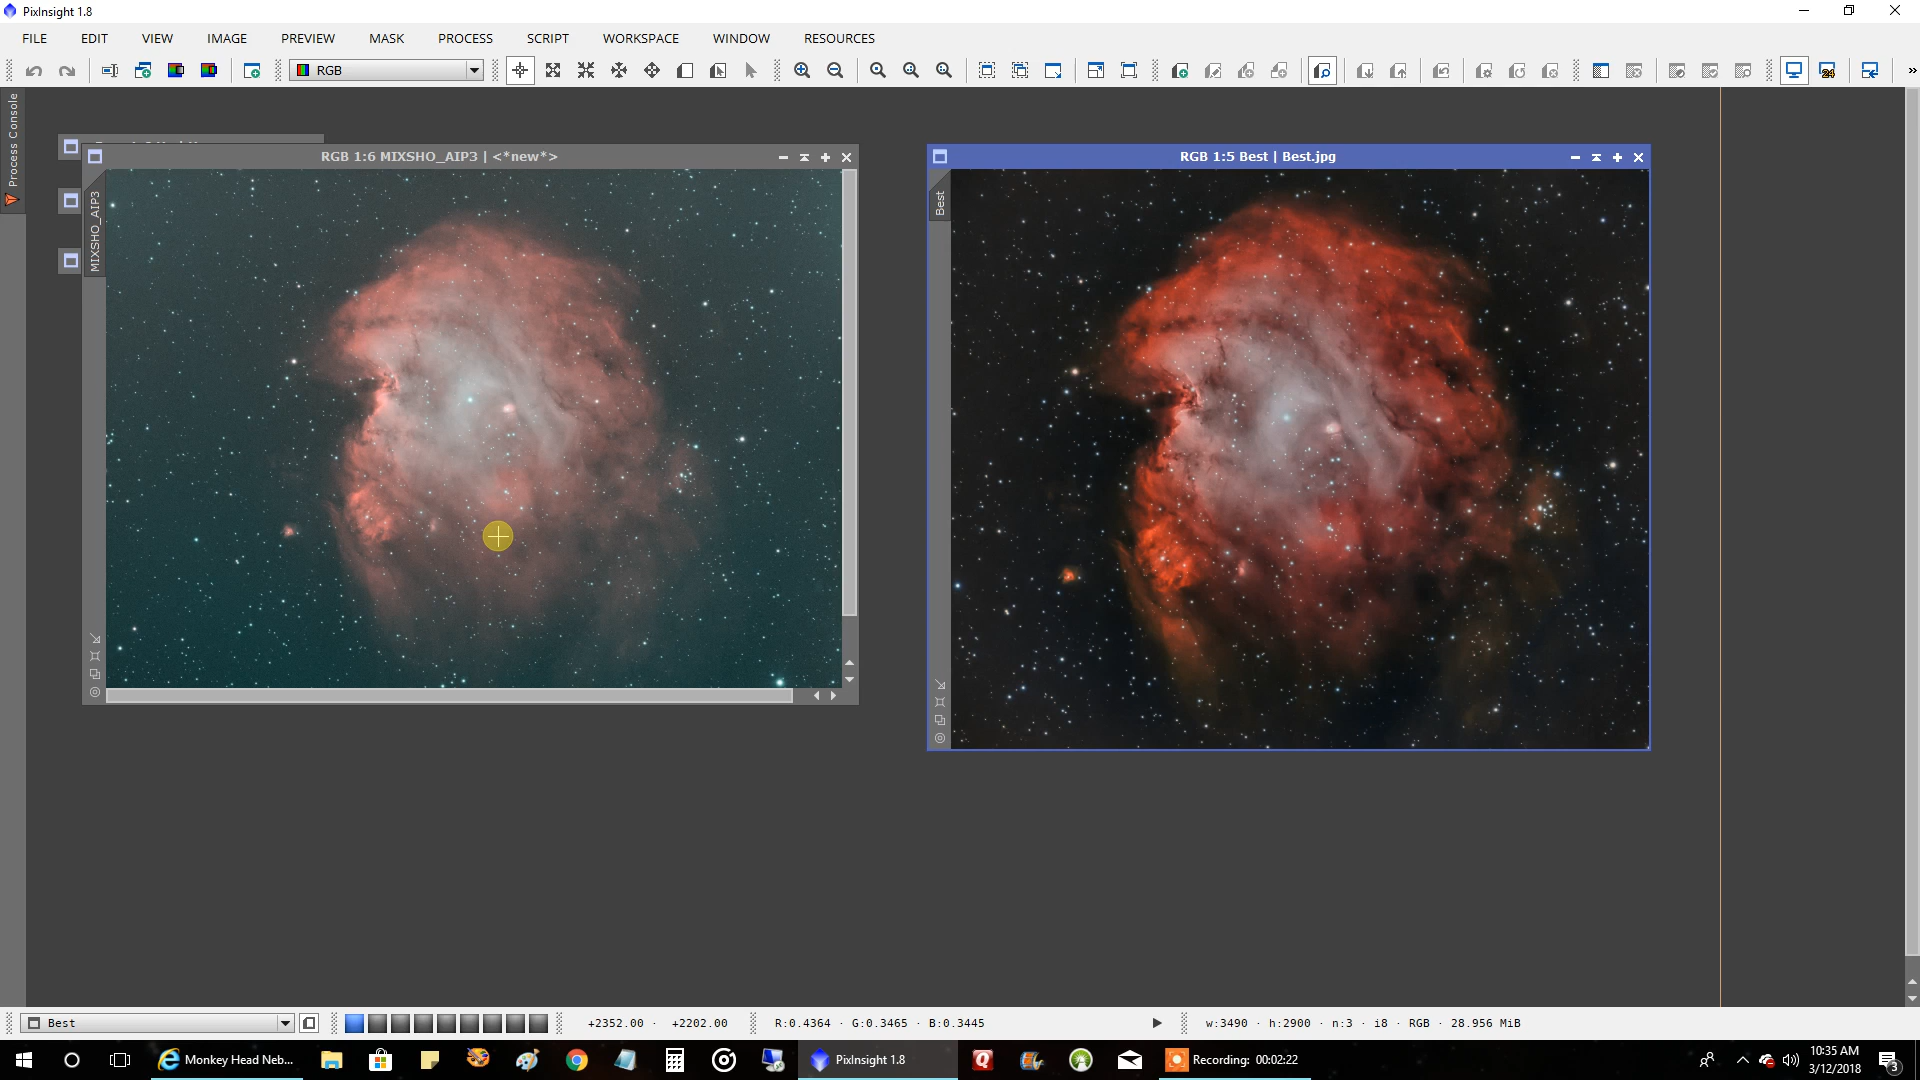 PixInsight 1.8
FILE EDIT VIEW IMAGE PREVIEW MASK PROCESS SCRIPT WORKSPACE WINDOW RESOURCES
RGB
24
Process Console
RGB 1:6 MIXSHO_AIP3 | <*new*>
MIXSHO_AIP3
RGB 1:5 Best | Best.jpg
Best
Best
+2352.00 · +2202.00
R:0.4364 · G:0.3465 · B:0.3445
w:3490 · h:2900 · n:3 · i8 · RGB · 28.956 MiB
Monkey Head Neb...
PixInsight 1.8
Q
Recording: 00:02:22
10:35 AM
3/12/2018
3